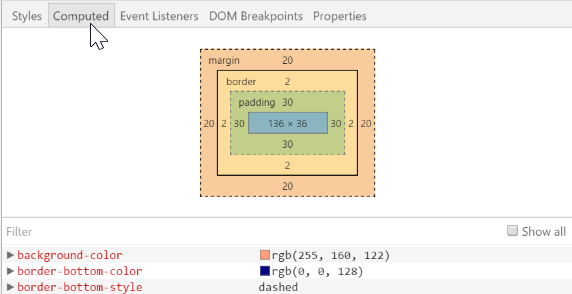 Styles Computed Event Listeners DOM Breakpoints Properties
margin 20
border 2
padding 30
20 2 30 136 × 36 30 2 20
30
2
20
Filter Show all
background-color rgb(255, 160, 122)
border-bottom-color rgb(0, 0, 128)
border-bottom-style dashed